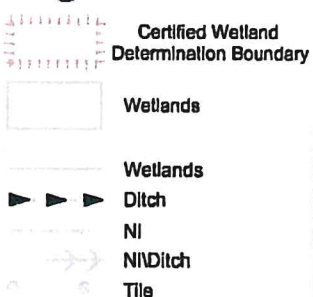 Certified Wetland
Determination Boundary
Wetlands
Wetlands
Ditch
NI
NI\Ditch
Tile